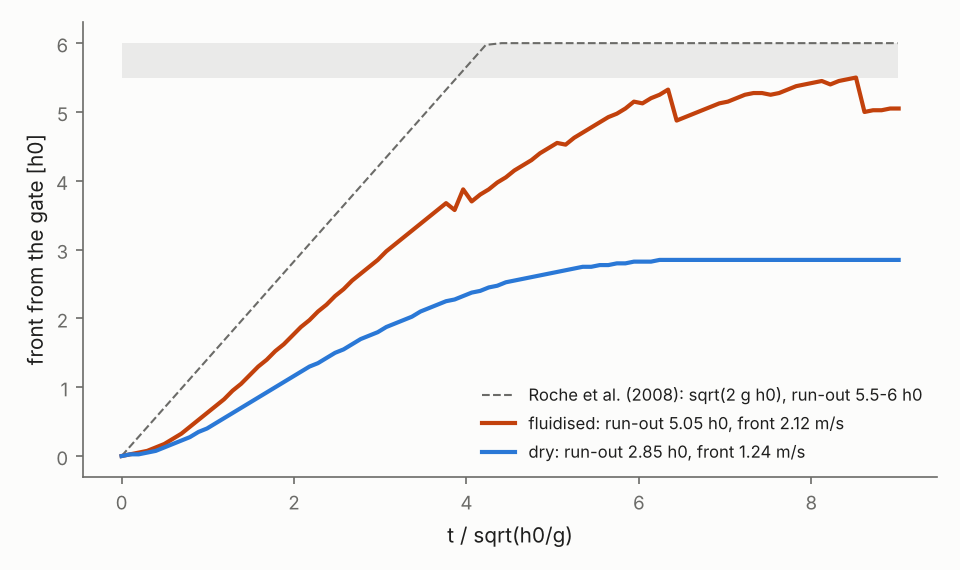 6
5
4
3
2
1
0
front from the gate [h0]
Roche et al. (2008): sqrt(2 g h0), run-out 5.5-6 h0
fluidised: run-out 5.05 h0, front 2.12 m/s
dry: run-out 2.85 h0, front 1.24 m/s
0 2 4 6 8
t / sqrt(h0/g)